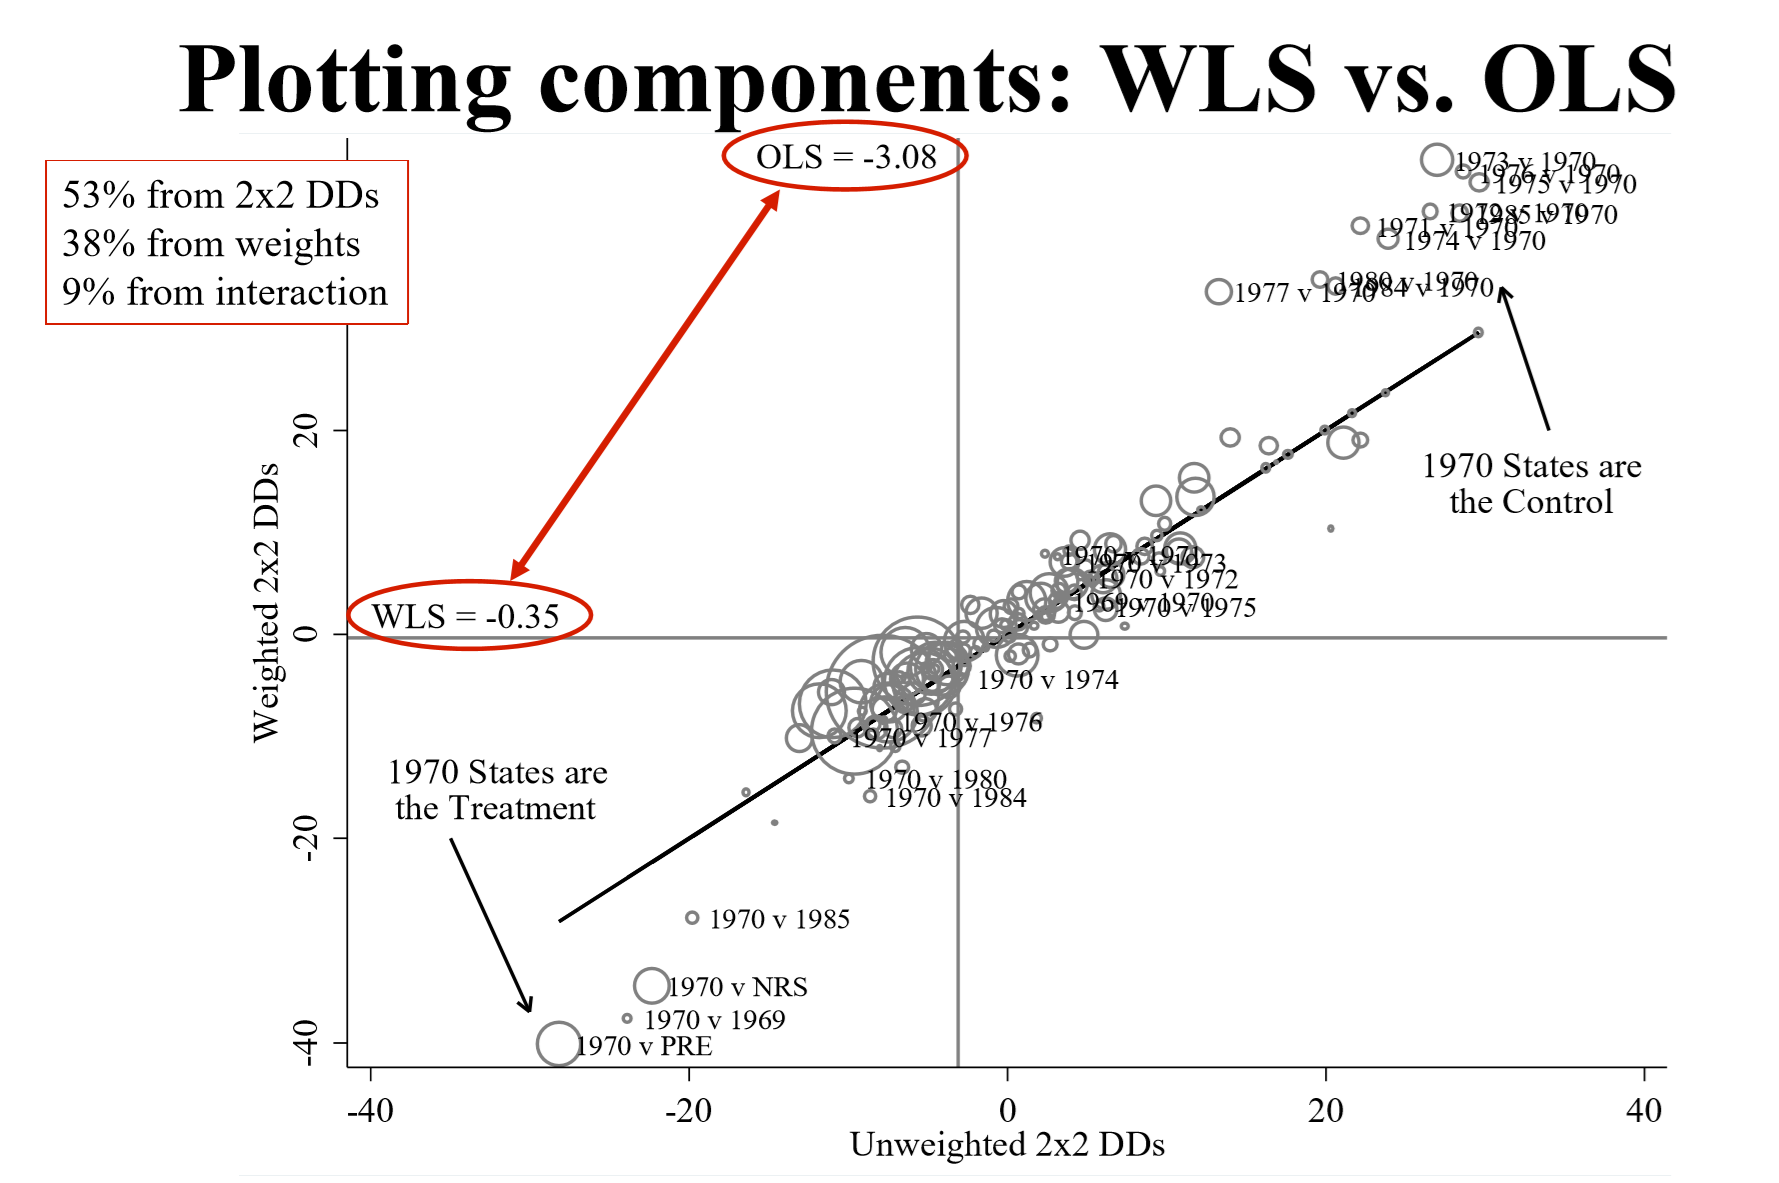 Plotting components: WLS vs. OLS
OLS = -3.08
53% from 2x2 DDs
38% from weights
9% from interaction
1973 v 1970
1976 v 1970
1975 v 1970
1972 v 1970
1985 v 1970
1971 v 1970
1974 v 1970
1980 v 1970
1984 v 1970
1977 v 1970
1970 States are
the Control
WLS = -0.35
1970 v 1971
1970 v 1973
1970 v 1972
1969 v 1970
1970 v 1975
1970 v 1974
1970 v 1976
1970 v 1977
1970 v 1980
1970 v 1984
1970 States are
the Treatment
1970 v 1985
1970 v NRS
1970 v 1969
1970 v PRE
Weighted 2x2 DDs
20
0
-20
-40
-40
-20
0
20
40
Unweighted 2x2 DDs